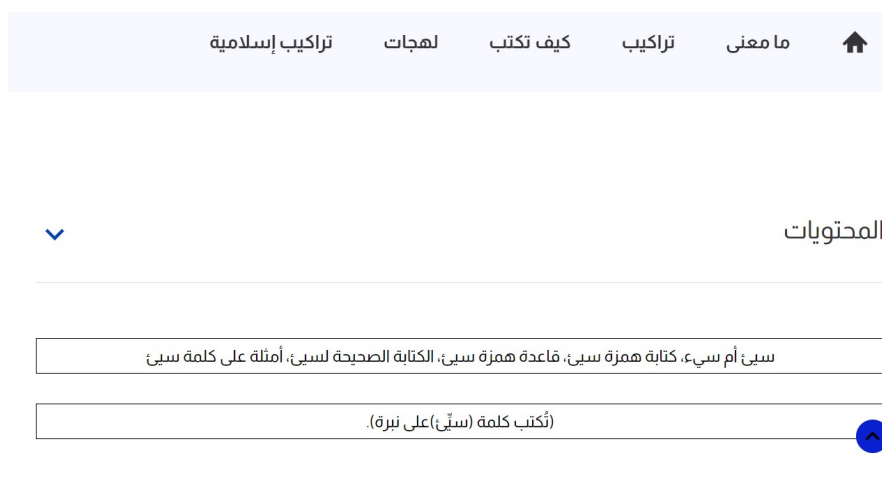 ما معنى
تراكيب
كيف تكتب
لهجات
تراكيب إسلامية
المحتويات
سيئ أم سيء، كتابة همزة سيئ، قاعدة همزة سيئ، الكتابة الصحيحة لسيئ، أمثلة على كلمة سيئ
(تُكتب كلمة (سيِّئ)على نبرة).